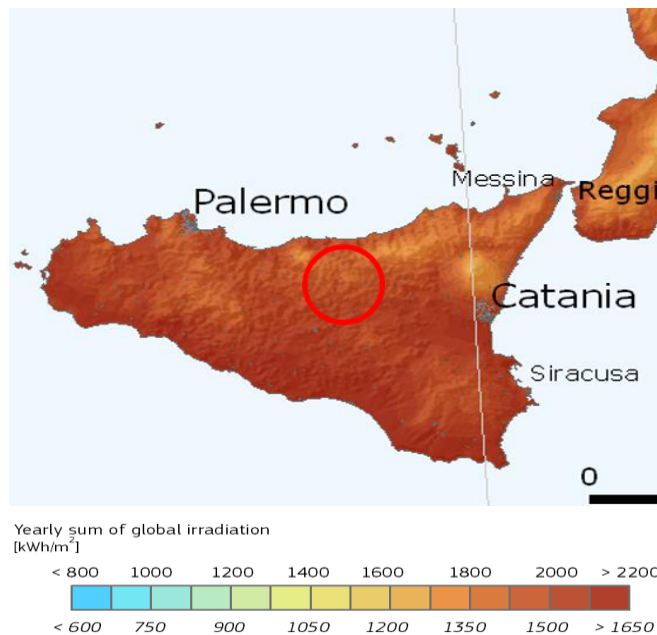 Messina
Reggi
Palermo
Catania
Siracusa
0
Yearly sum of global irradiation
[kWh/m²]
< 800 1000 1200 1400 1600 1800 2000 > 2200
< 600 750 900 1050 1200 1350 1500 > 1650